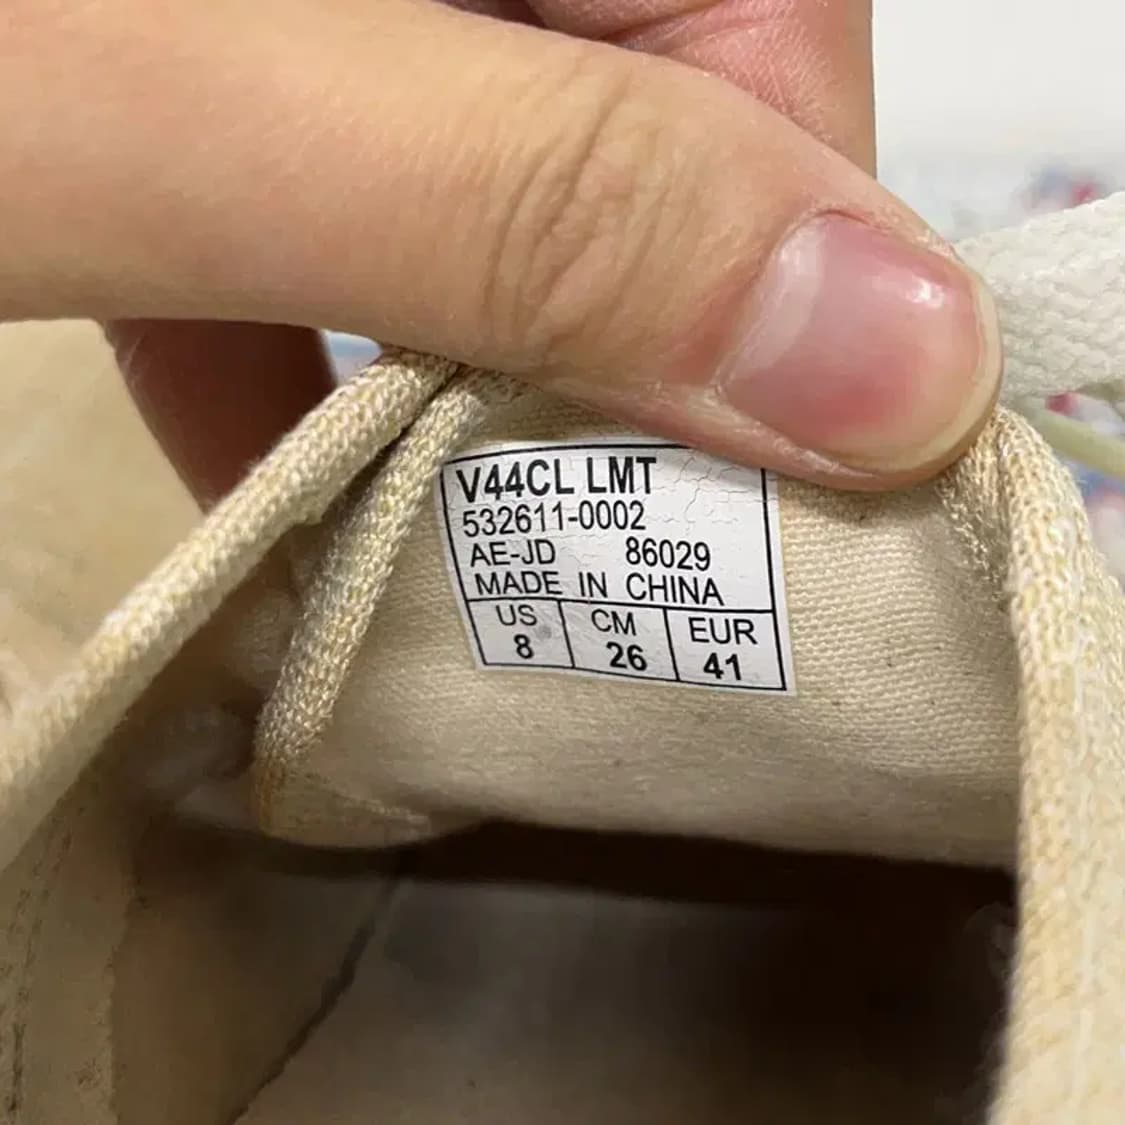 V44CL LMT
532611-0002
AE-JD 86029
MADE IN CHINA
US CM EUR
8 26 41